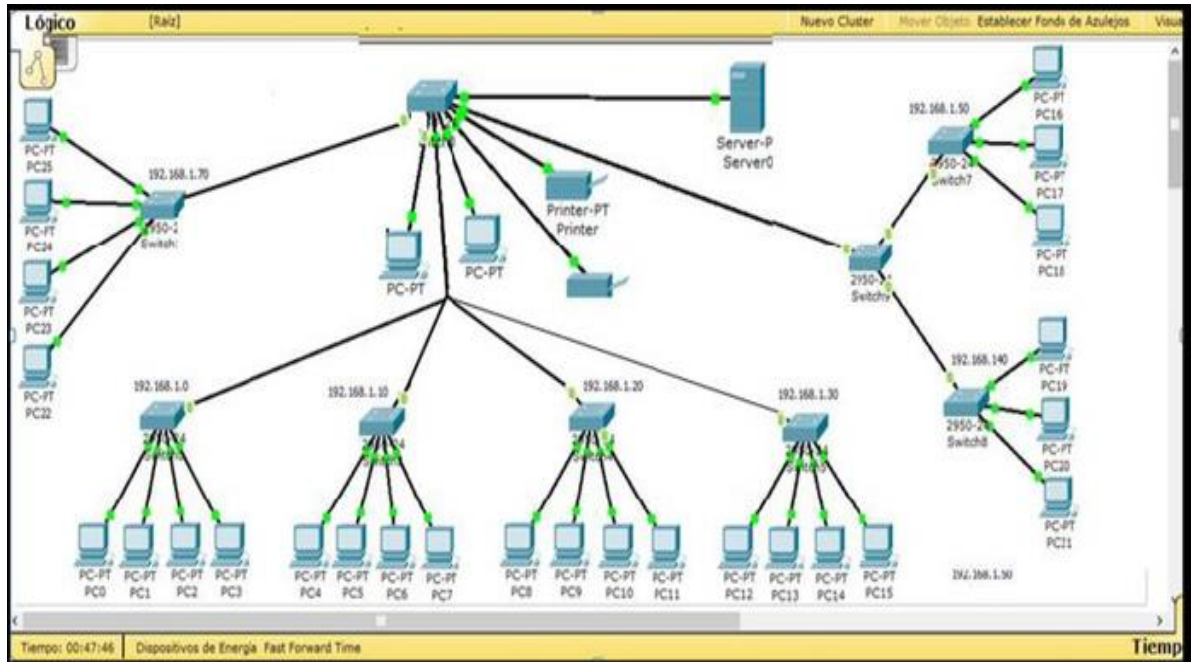 Lógico [Raíz] Nuevo Cluster Mover Objeto Establecer Fondo de Azulejos
PC-PT
PC25
192.168.1.70
PC-PT
PC24
PC-PT
PC23
PC-PT
PC22
Server-P
Server0
Printer-PT
Printer
PC-PT
PC-PT
192.168.1.50
Switch7
PC-PT
PC16
PC-PT
PC17
PC-PT
PC18
Switch9
192.168.140
2950-24
Switch8
PC-PT
PC19
PC-PT
PC20
PC-PT
PC21
192.168.1.0
192.168.1.10
192.168.1.20
192.168.1.30
PC-PT PC-PT PC-PT PC-PT
PC0 PC1 PC2 PC3
PC-PT PC-PT PC-PT PC-PT
PC4 PC5 PC6 PC7
PC-PT PC-PT PC-PT PC-PT
PC8 PC9 PC10 PC11
PC-PT PC-PT PC-PT PC-PT
PC12 PC13 PC14 PC15
192.168.1.50
Tiempo: 00:47:46 Dispositivos de Energía Fast Forward Time Tiemp